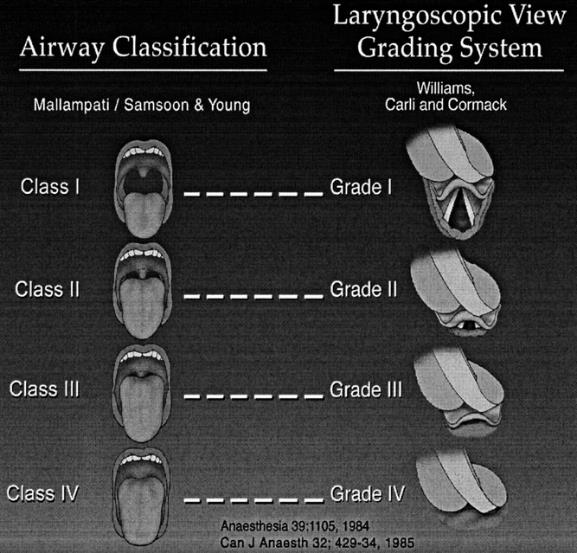 Airway Classification
Laryngoscopic View
Grading System
Mallampati / Samsoon & Young
Williams,
Carli and Cormack
Class I
Grade I
Class II
Grade II
Class III
Grade III
Class IV
Grade IV
Anaesthesia 39;1105, 1984
Can J Anaesth 32; 429-34, 1985